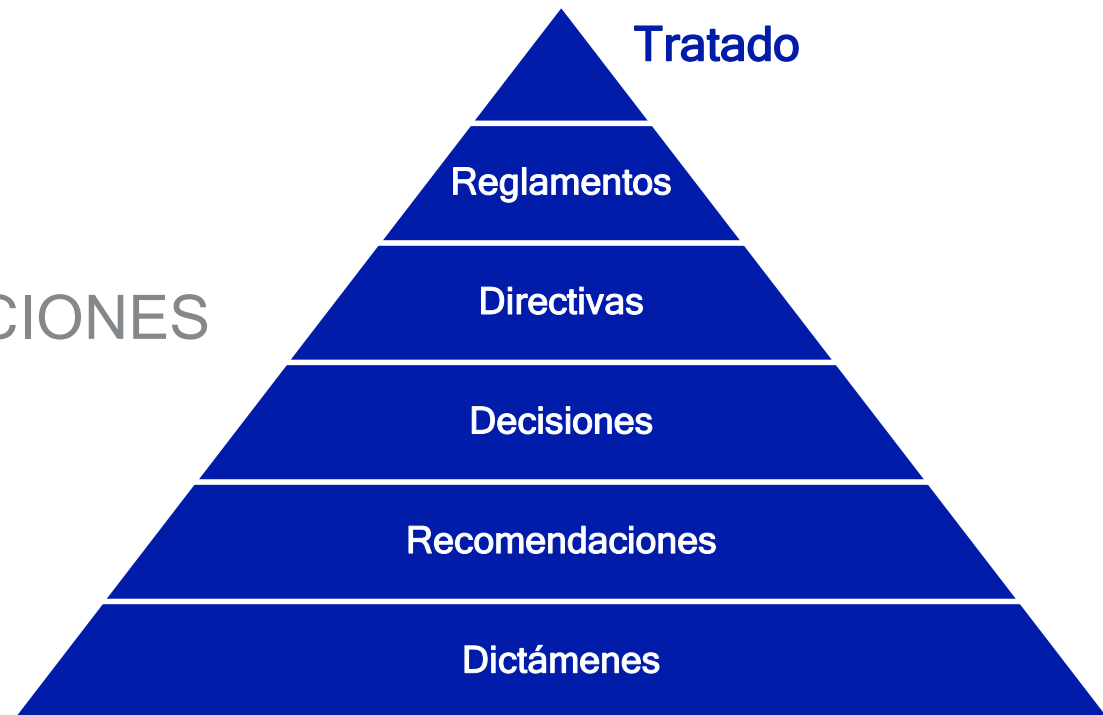 Tratado
Reglamentos
CIONES
Directivas
Decisiones
Recomendaciones
Dictámenes